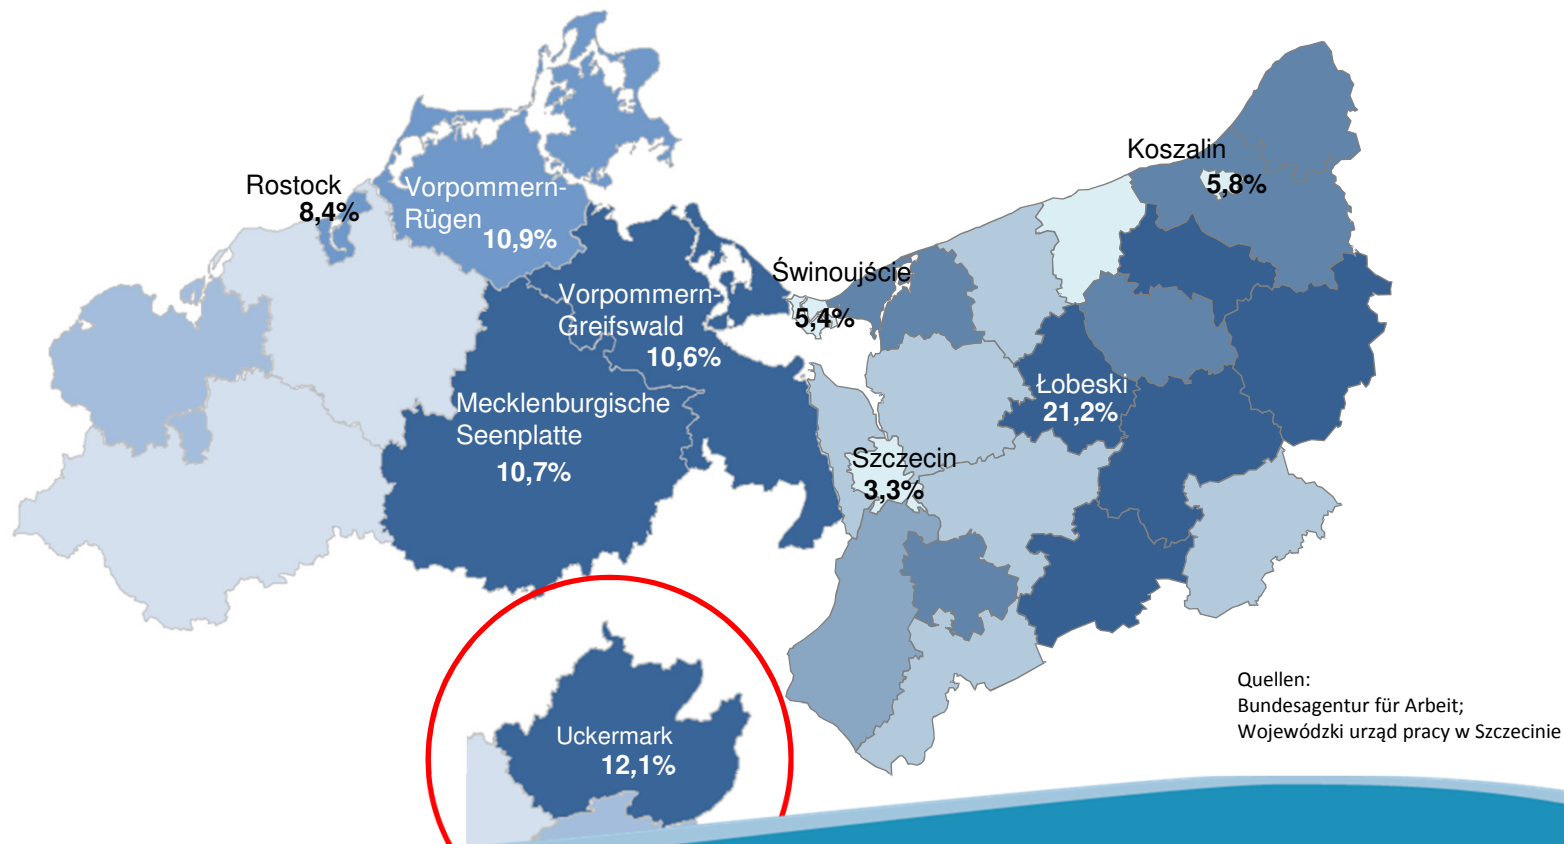 Rostock
8,4%
Vorpommern-
Rügen
10,9%
Vorpommern-
Greifswald
10,6%
Mecklenburgische
Seenplatte
10,7%
Uckermark
12,1%
Świnoujście
5,4%
Szczecin
3,3%
Koszalin
5,8%
Łobeski
21,2%
Quellen:
Bundesagentur für Arbeit;
Wojewódzki urząd pracy w Szczecinie